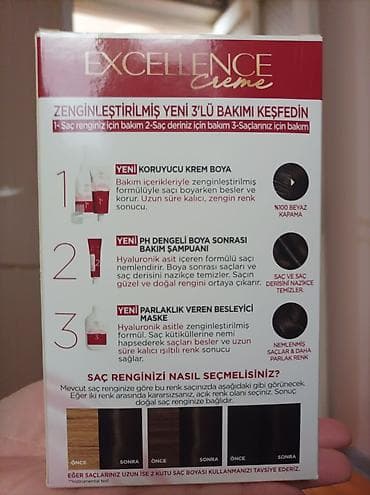 EXCELLENCE
Creme
ZENGİNLEŞTİRİLMİŞ YENİ 3'LÜ BAKIMI KEŞFEDİN
1- Saç renginiz için bakım 2-Saç deriniz için bakım 3-Saçlarınız için bakım
1
YENİ KORUYUCU KREM BOYA
Bakım içerikleriyle zenginleştirilmiş
formülüyle saçı boyarken besler ve
korur. Uzun süre kalıcı, zengin renk
sonucu.
%100 BEYAZ
KAPAMA
2
YENİ PH DENGELİ BOYA SONRASI
BAKIM ŞAMPUANI
Hyaluronik asit içeren formülü saçı
nemlendirir. Boya sonrası saçları ve
saç derisini nazikçe temizler. Saçın
güzel ve doğal rengini ortaya çıkarır.
SAÇ VE SAÇ
DERİSİNİ NAZİKÇE
TEMİZLER.
3
YENİ PARLAKLIK VEREN BESLEYİCİ
MASKE
Hyaluronik asitle zenginleştirilmiş
formül. Saç kütiküllerine nemi
hapsederek saçları besler ve uzun
süre kalıcı ışıltılı renk sonucu
sağlar.
NEMLENMİŞ
SAÇLAR & DAHA
PARLAK RENK
SAÇ RENGİNİZİ NASIL SEÇMELİSİNİZ?
Mevcut saç renginize göre bu renk saçınızda aşağıdaki gibi görünecek.
Eğer iki renk arasında kararsızsanız, açık renk olanı seçiniz. Sonuç
doğal saç renginize bağlıdır.
ÖNCE SONRA ÖNCE SONRA ÖNCE SONRA
EĞER SAÇLARINIZ UZUN İSE 2 KUTU SAÇ BOYASI KULLANMANIZI TAVSİYE EDERİZ.
*Instrumental test